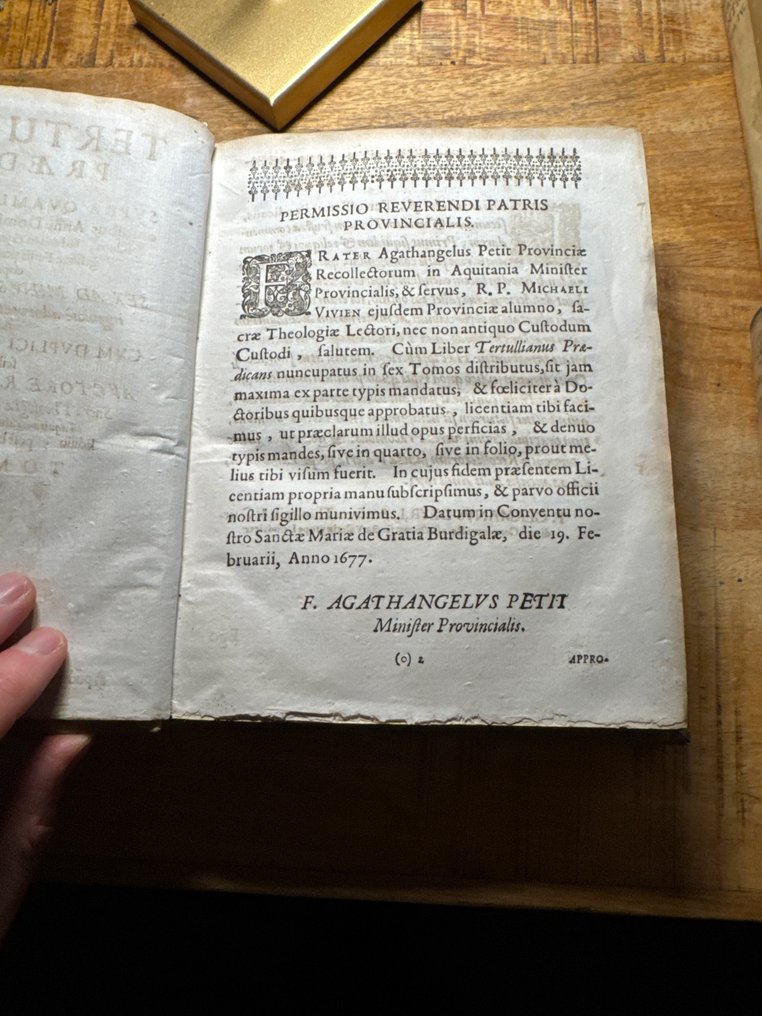 PERMISSIO REVERENDI PATRIS
PROVINCIALIS.
FRATER Agathangelus Petit Provinciæ
Recollectorum in Aquitania Miniſter
Provincialis, & ſervus, R. P. MICHAELI
VIVIEN ejuſdem Provinciæ alumno, ſa-
cræ Theologiæ Lectori, nec non antiquo Cuſtodum
Cuſtodi, ſalutem. Cùm Liber Tertullianus Præ-
dicans nuncupatus in ſex Tomos diſtributus, ſit jam
maxima ex parte typis mandatus, & fœliciter à Do-
ctoribus quibuſque approbatus, licentiam tibi faci-
mus, ut præclarum illud opus perficias, & denuo
typis mandes, ſive in quarto, ſive in folio, prout me-
lius tibi viſum fuerit. In cujus fidem præſentem Li-
centiam propria manu ſubſcripſimus, & parvo officii
noſtri ſigillo munivimus. Datum in Conventu no-
ſtro Sanctæ Mariæ de Gratia Burdigalæ, die 19. Fe-
bruarii, Anno 1677.
F. AGATHANGELVS PETIT
Miniſter Provincialis.
(o) 2 APPRO-